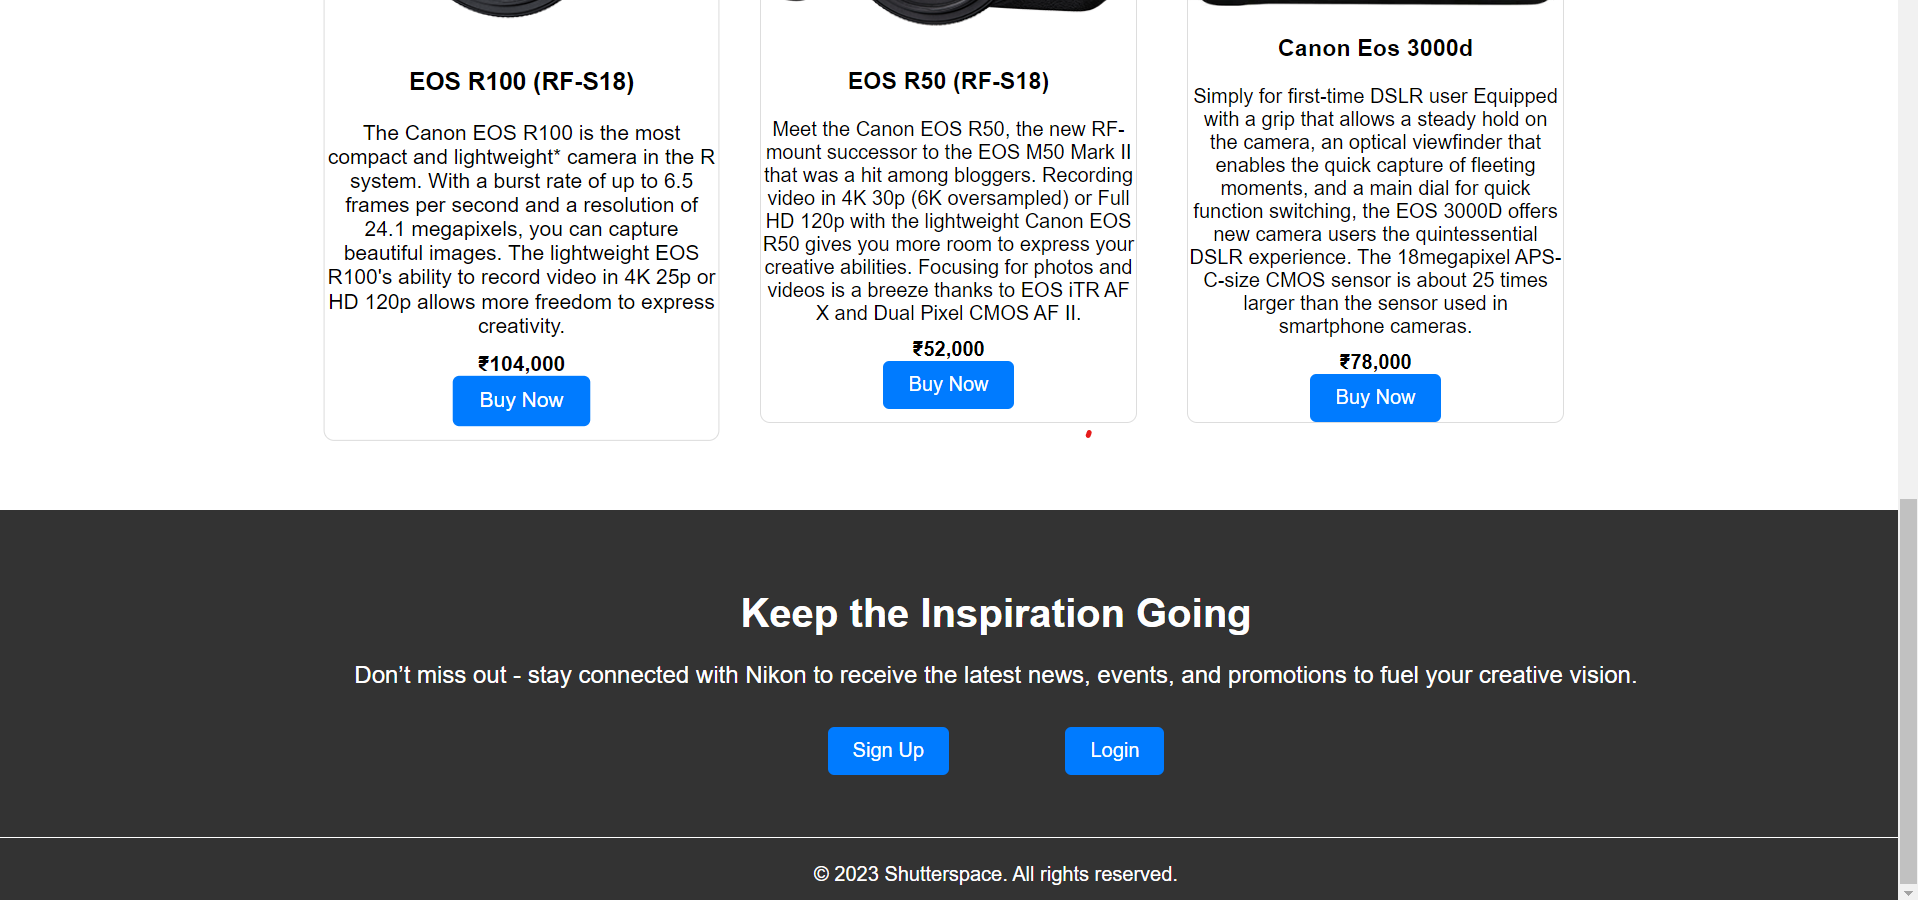 EOS R100 (RF-S18)
The Canon EOS R100 is the most
compact and lightweight* camera in the R
system. With a burst rate of up to 6.5
frames per second and a resolution of
24.1 megapixels, you can capture
beautiful images. The lightweight EOS
R100's ability to record video in 4K 25p or
HD 120p allows more freedom to express
creativity.
₹104,000
Buy Now
EOS R50 (RF-S18)
Meet the Canon EOS R50, the new RF-
mount successor to the EOS M50 Mark II
that was a hit among bloggers. Recording
video in 4K 30p (6K oversampled) or Full
HD 120p with the lightweight Canon EOS
R50 gives you more room to express your
creative abilities. Focusing for photos and
videos is a breeze thanks to EOS iTR AF
X and Dual Pixel CMOS AF II.
₹52,000
Buy Now
Canon Eos 3000d
Simply for first-time DSLR user Equipped
with a grip that allows a steady hold on
the camera, an optical viewfinder that
enables the quick capture of fleeting
moments, and a main dial for quick
function switching, the EOS 3000D offers
new camera users the quintessential
DSLR experience. The 18megapixel APS-
C-size CMOS sensor is about 25 times
larger than the sensor used in
smartphone cameras.
₹78,000
Buy Now
Keep the Inspiration Going
Don’t miss out - stay connected with Nikon to receive the latest news, events, and promotions to fuel your creative vision.
Sign Up
Login
© 2023 Shutterspace. All rights reserved.